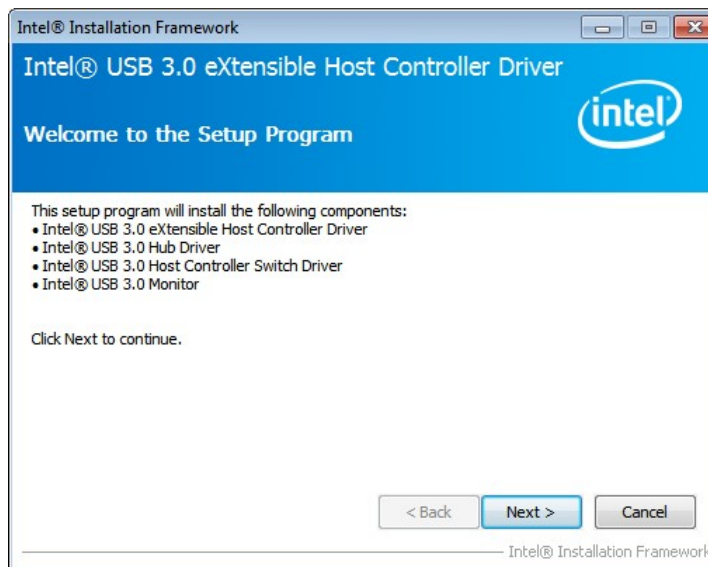 Intel® Installation Framework
Intel® USB 3.0 eXtensible Host Controller Driver
intel
Welcome to the Setup Program
This setup program will install the following components:
• Intel® USB 3.0 eXtensible Host Controller Driver
• Intel® USB 3.0 Hub Driver
• Intel® USB 3.0 Host Controller Switch Driver
• Intel® USB 3.0 Monitor
Click Next to continue.
< Back Next > Cancel
Intel® Installation Framework